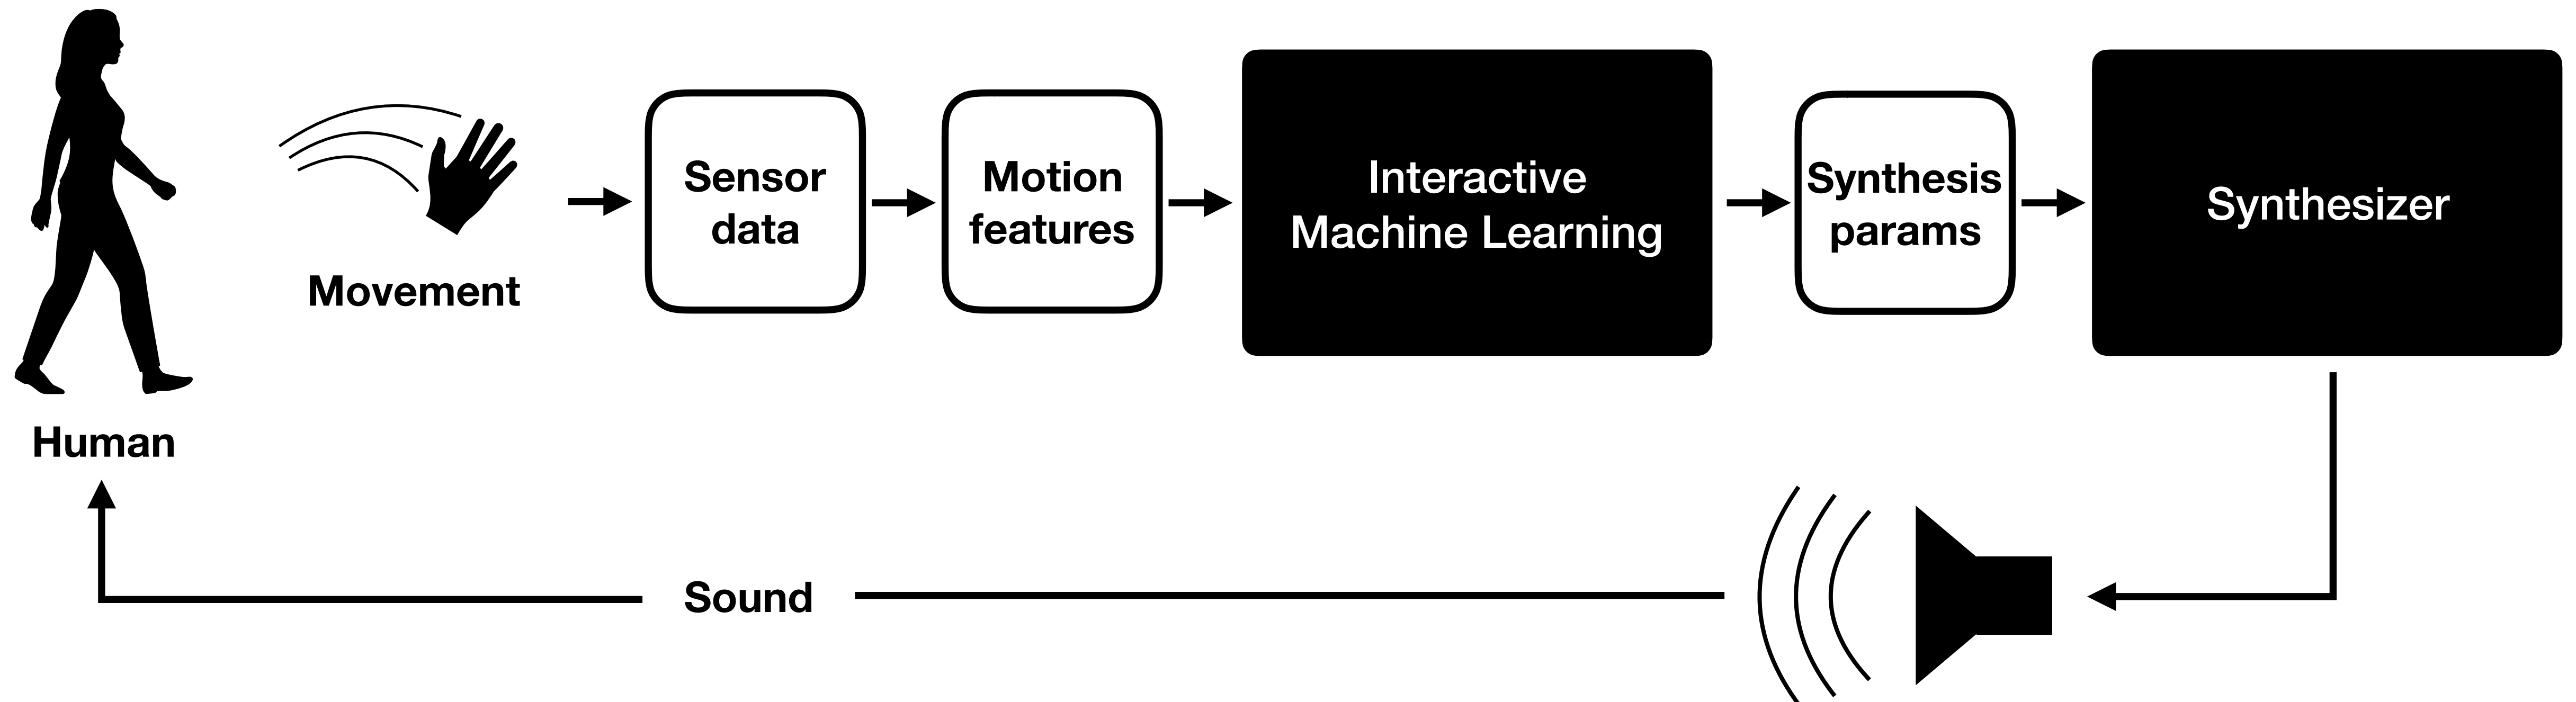 Sensor
data
Motion
features
Interactive
Machine Learning
Synthesis
params
Synthesizer
Movement
Human
Sound